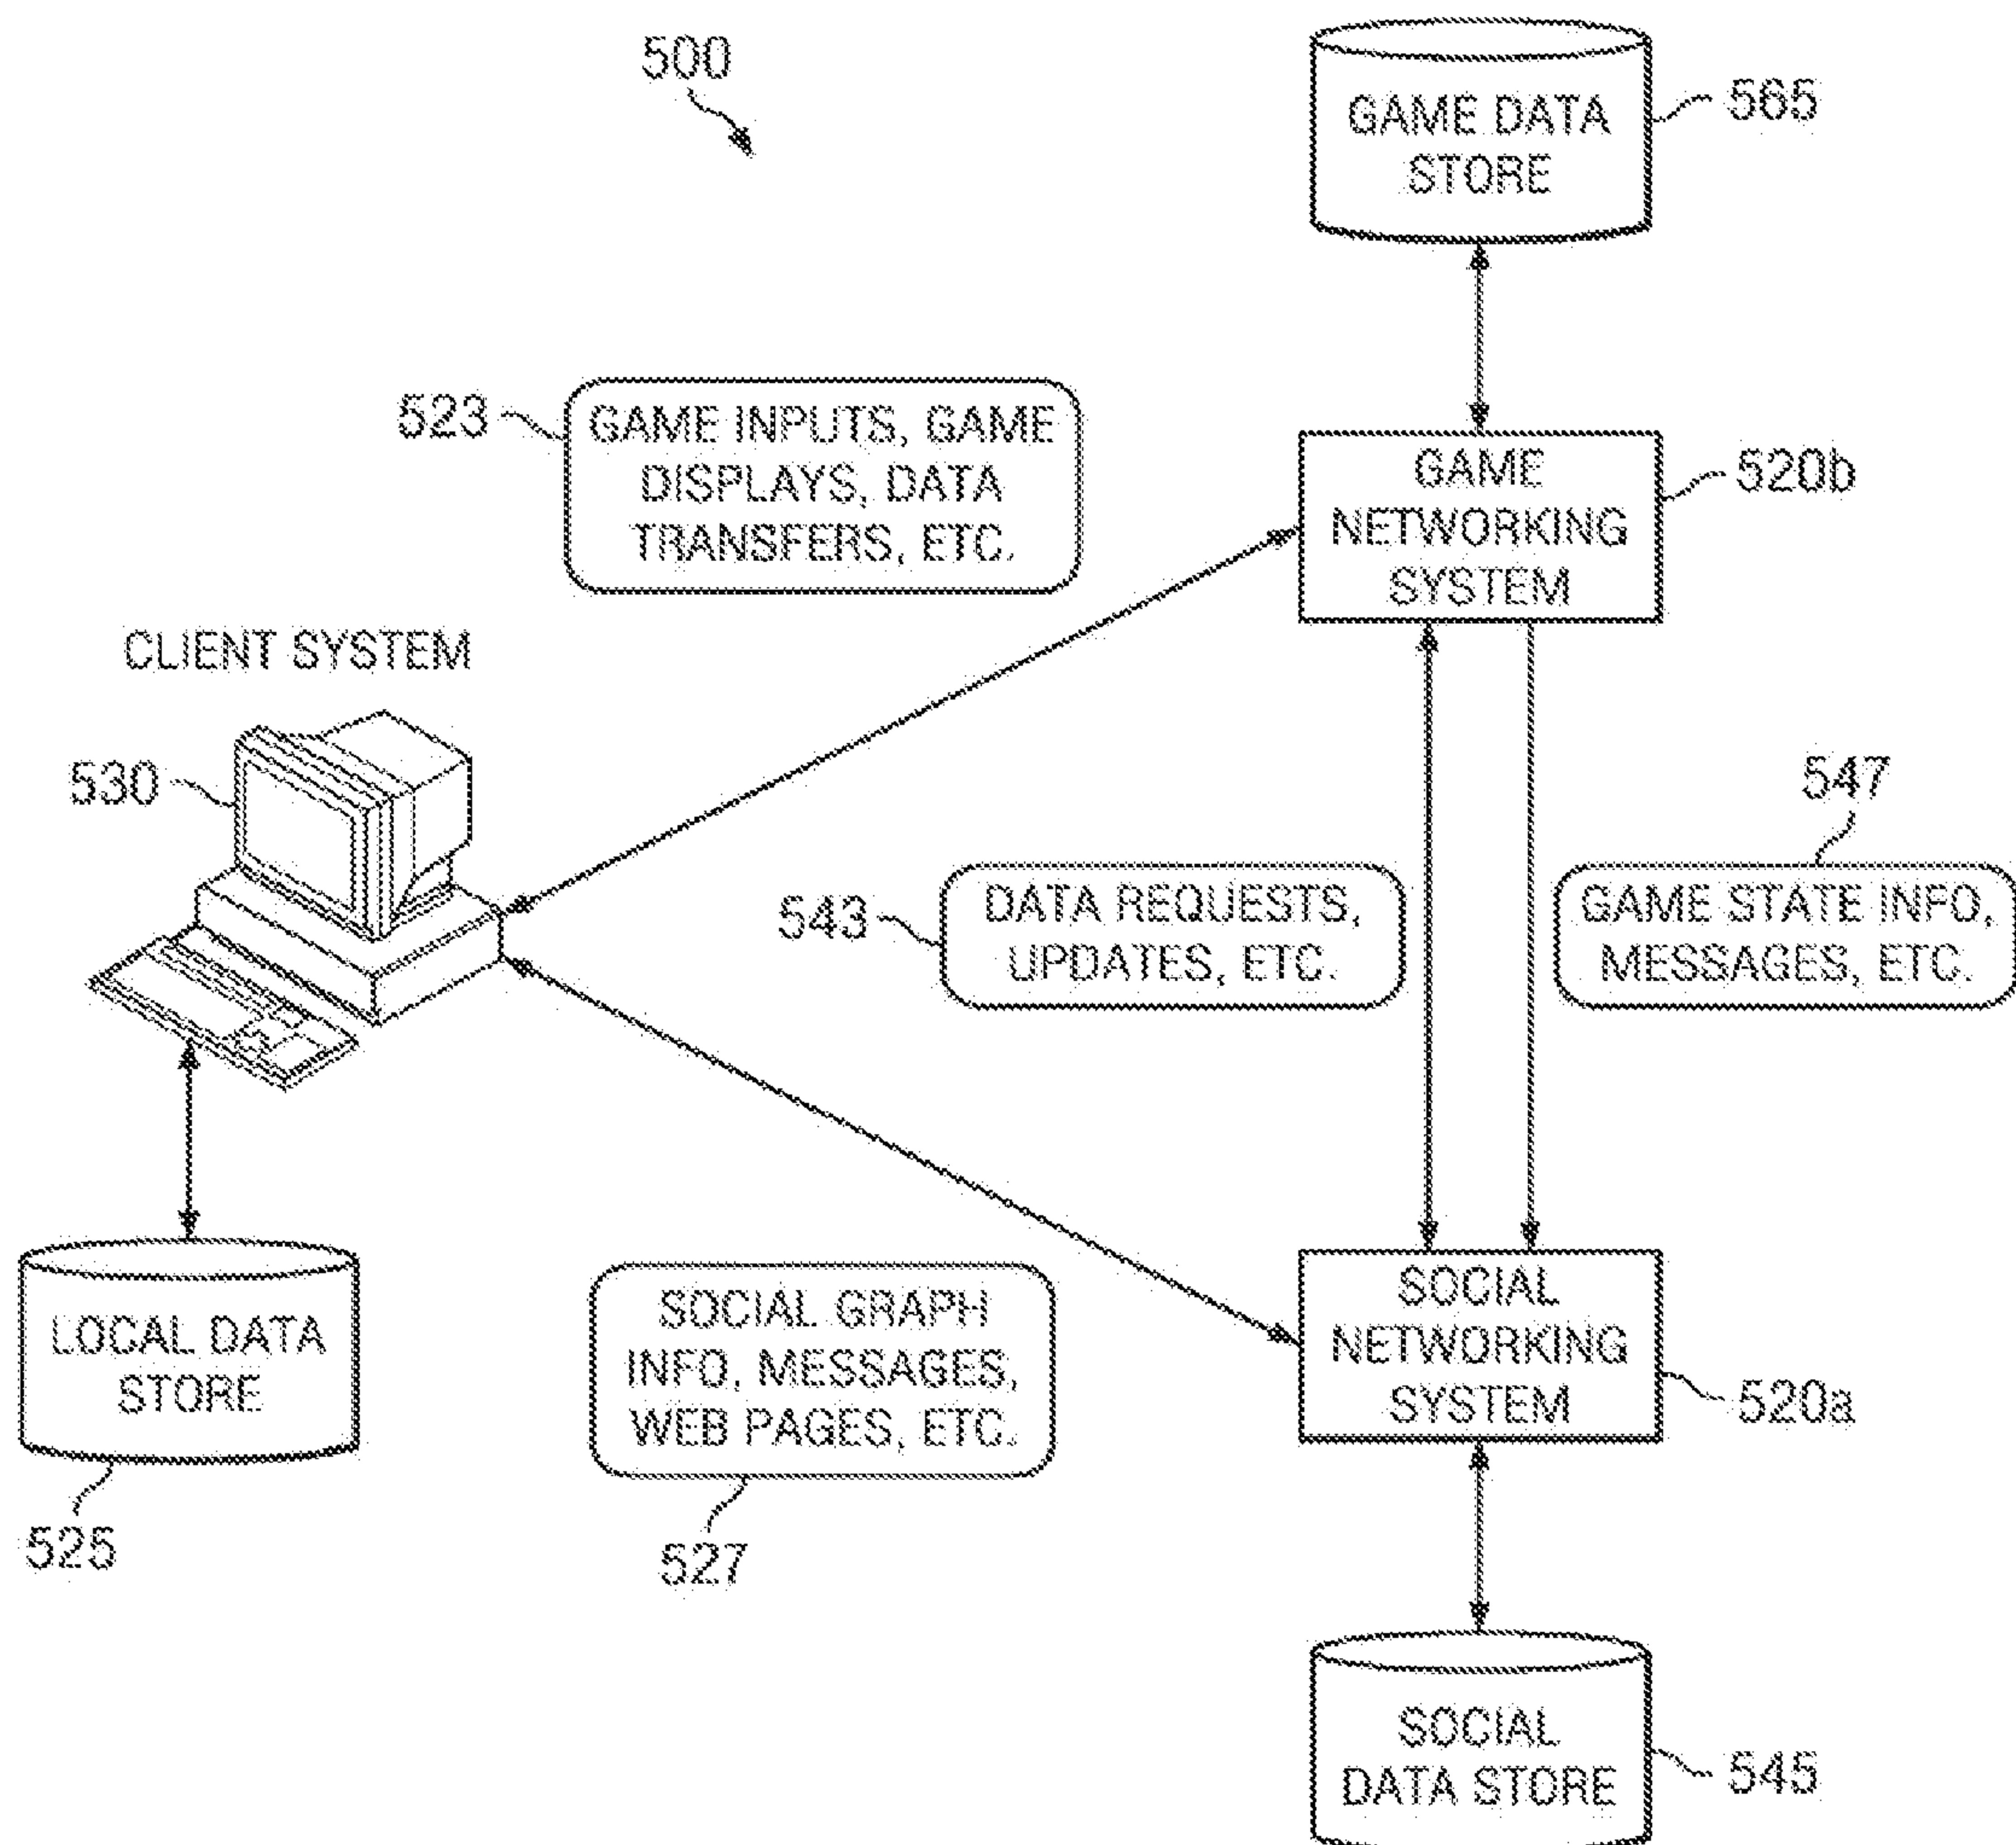 500
GAME DATA
STORE
565
523
GAME INPUTS, GAME
DISPLAYS, DATA
TRANSFERS, ETC.
GAME
NETWORKING
SYSTEM
520b
CLIENT SYSTEM
530
547
543
DATA REQUESTS,
UPDATES, ETC.
GAME STATE INFO,
MESSAGES, ETC.
LOCAL DATA
STORE
525
SOCIAL GRAPH
INFO, MESSAGES,
WEB PAGES, ETC.
527
SOCIAL
NETWORKING
SYSTEM
520a
SOCIAL
DATA STORE
545